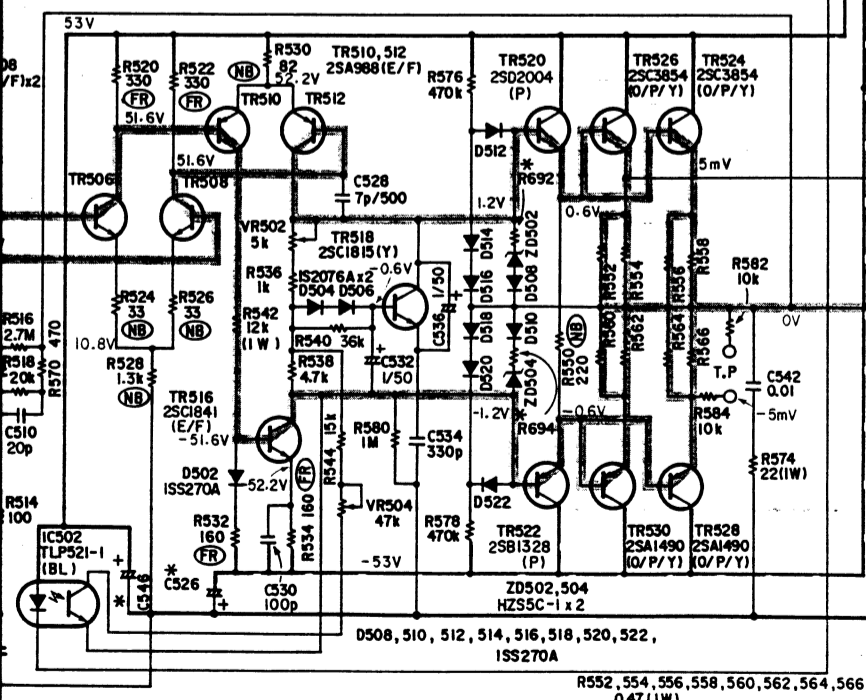 53V
08
/F)x2
R520
330
FR
R522
330
FR
NB
R530
82
52.2V
TR510, 512
2SA988(E/F)
TR510
TR512
R576
470k
TR520
2SD2004
(P)
TR526
2SC3854
(O/P/Y)
TR524
2SC3854
(O/P/Y)
51.6V
51.6V
D512
5mV
TR506
TR508
C528
7p/500
*
R692
1.2V
0.6V
VR502
5k
TR518
2SC1815(Y)
D514
ZD502
R536
1k
1S2076Ax2
D504 D506
-0.6V
1/50
D516
D508
R552
R554
R556
R558
R582
10k
R524
33
NB
R526
33
NB
R542
12k
(1W)
C536
D518
D510
R560
R562
R564
R566
0V
R516
2.7M
470
R570
10.8V
R540
36k
R518
20k
R528
1.3k
NB
R538
4.7k
C532
1/50
D520
ZD504
R550
220
NB
T.P
C542
0.01
TR516
2SC1841
(E/F)
-51.6V
C510
20p
15k
R544
R580
1M
C534
330p
-1.2V
*
R694
-0.6V
R584
10k
-5mV
D502
1SS270A
52.2V
FR
D522
R574
22(1W)
R514
100
R532
160
FR
R534 160
VR504
47k
R578
470k
TR522
2SB1328
(P)
TR530
2SA1490
(O/P/Y)
TR528
2SA1490
(O/P/Y)
IC502
TLP521-1
(BL)
+
*
C546
*
C526
+
C530
100p
-53V
ZD502,504
HZS5C-1 x 2
D508, 510, 512, 514, 516, 518, 520, 522,
1SS270A
R552,554,556,558,560,562,564,566
0.47(1W)